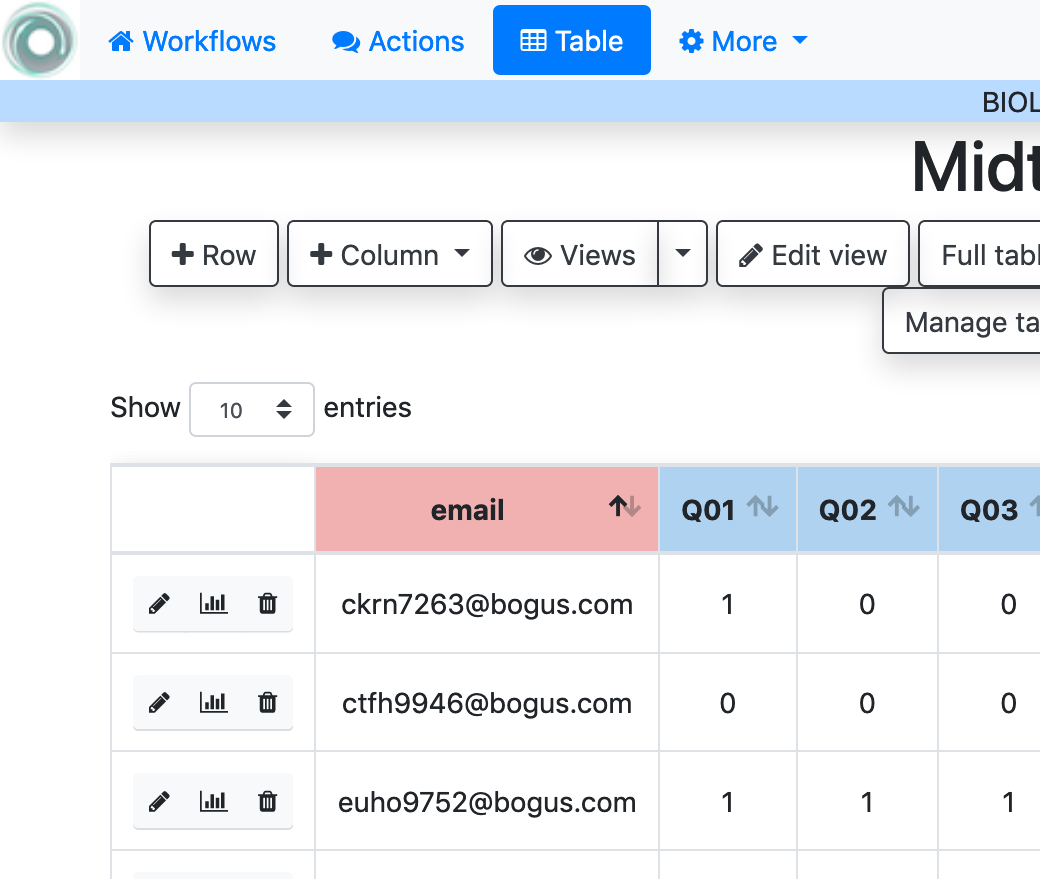 Workflows Actions Table More
BIOL
Midt
Row Column Views Edit view Full tabl
Manage ta
Show 10 entries
email Q01 Q02 Q03
ckrn7263@bogus.com 1 0 0
ctfh9946@bogus.com 0 0 0
euho9752@bogus.com 1 1 1